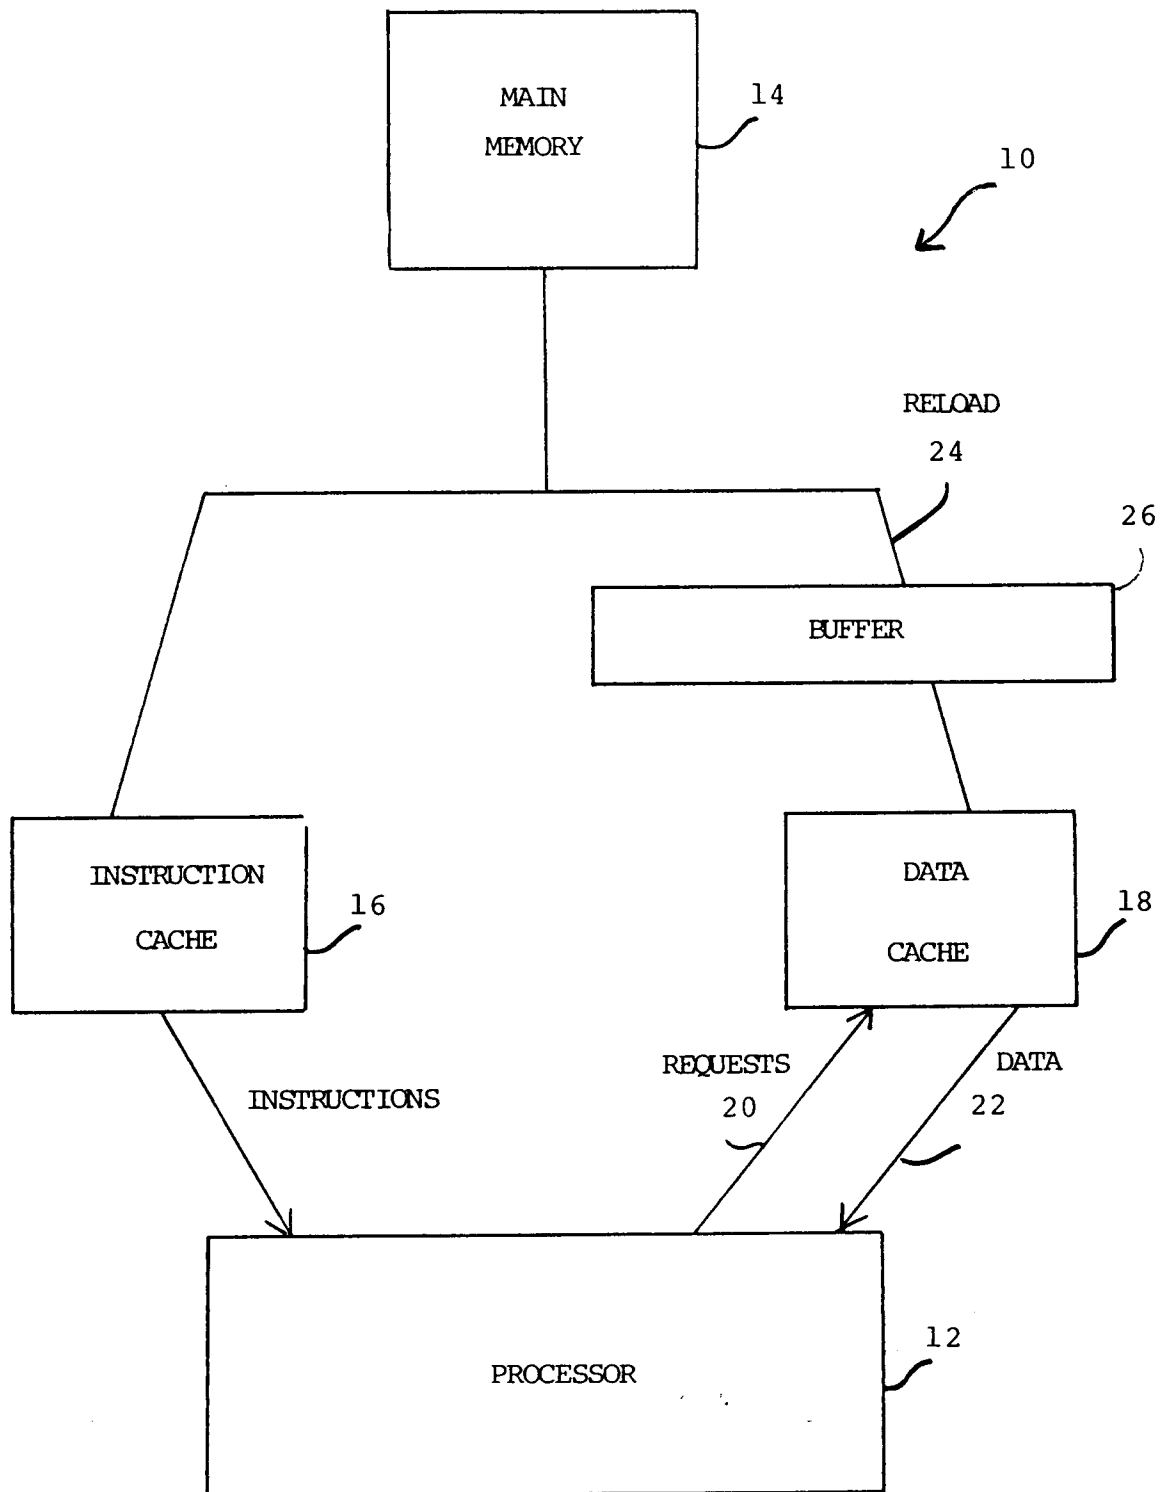 MAIN
MEMORY
14
10
RELOAD
24
26
BUFFER
INSTRUCTION
CACHE
16
DATA
CACHE
18
REQUESTS
20
DATA
22
INSTRUCTIONS
PROCESSOR
12